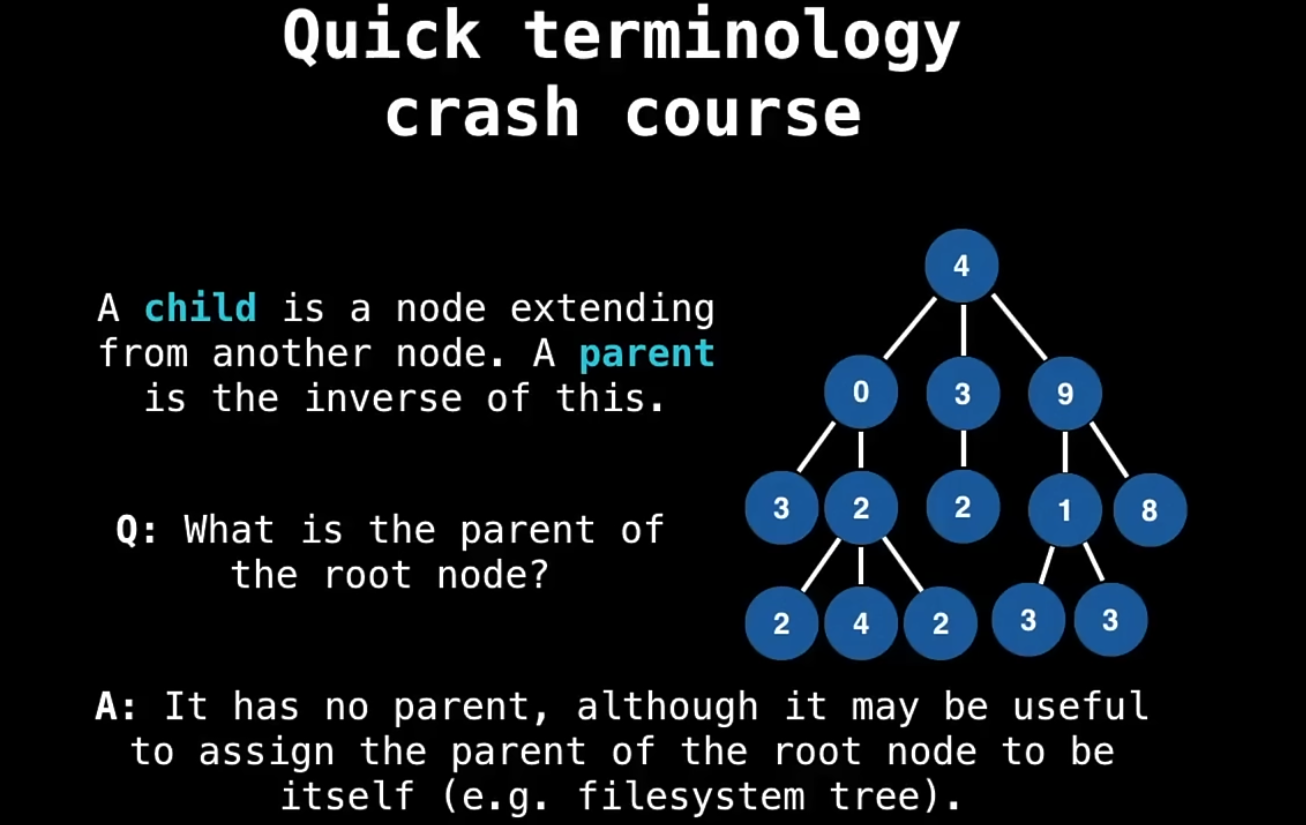 Quick terminology
crash course
A child is a node extending
from another node. A parent
is the inverse of this.
Q: What is the parent of
the root node?
4
0 3 9
3 2 2 1 8
2 4 2 3 3
A: It has no parent, although it may be useful
to assign the parent of the root node to be
itself (e.g. filesystem tree).